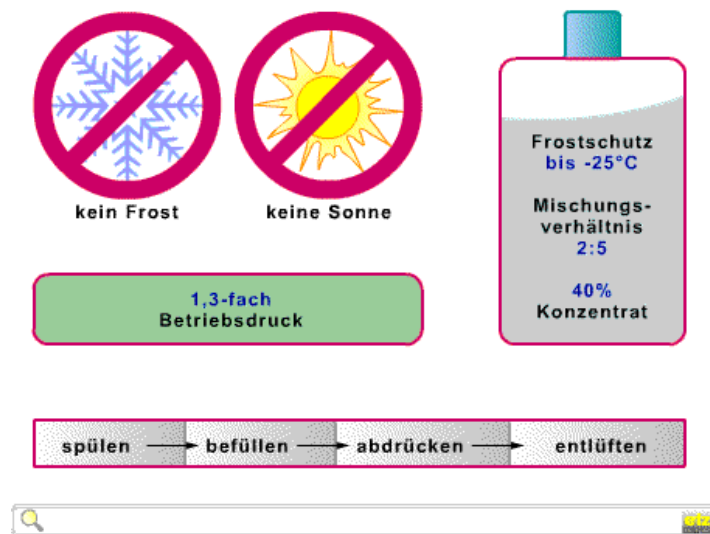 kein Frost
keine Sonne
Frostschutz
bis -25°C
Mischungs-
verhältnis
2:5
40%
Konzentrat
1,3-fach
Betriebsdruck
spülen
befüllen
abdrücken
entlüften
etz